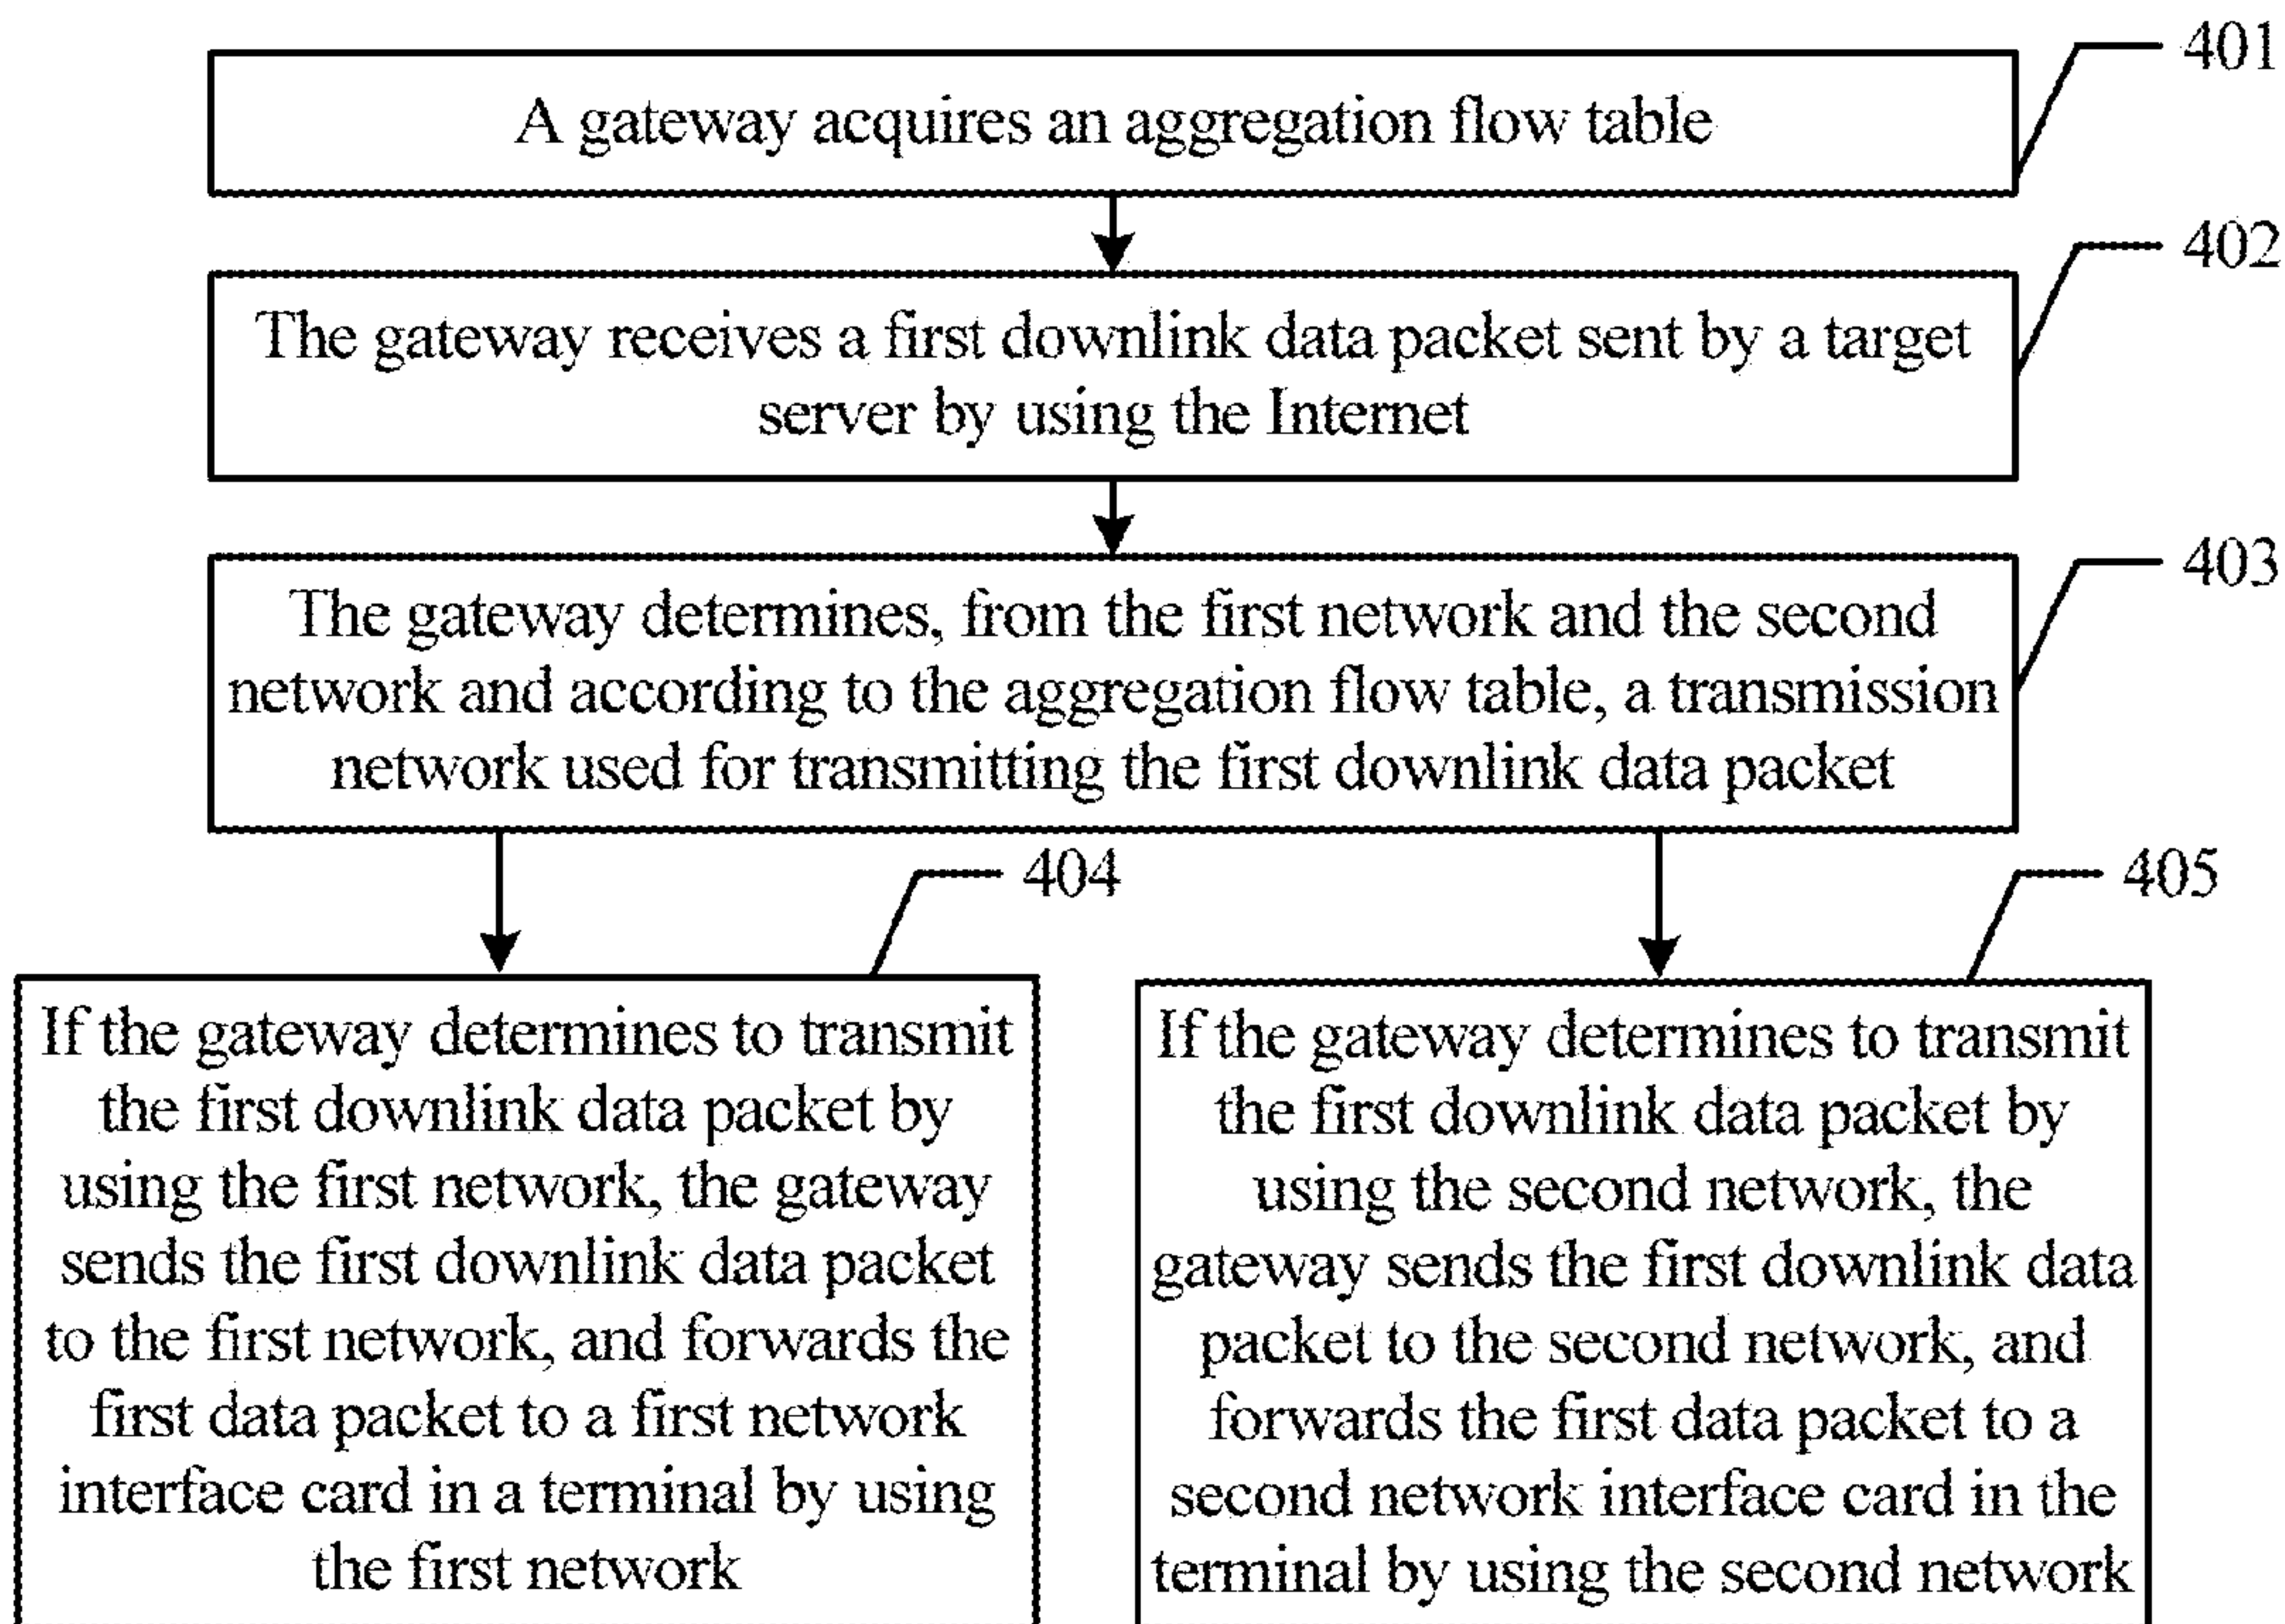 401
A gateway acquires an aggregation flow table
402
The gateway receives a first downlink data packet sent by a target
server by using the Internet
403
The gateway determines, from the first network and the second
network and according to the aggregation flow table, a transmission
network used for transmitting the first downlink data packet
404
If the gateway determines to transmit
the first downlink data packet by
using the first network, the gateway
sends the first downlink data packet
to the first network, and forwards the
first data packet to a first network
interface card in a terminal by using
the first network
405
If the gateway determines to transmit
the first downlink data packet by
using the second network, the
gateway sends the first downlink data
packet to the second network, and
forwards the first data packet to a
second network interface card in the
terminal by using the second network